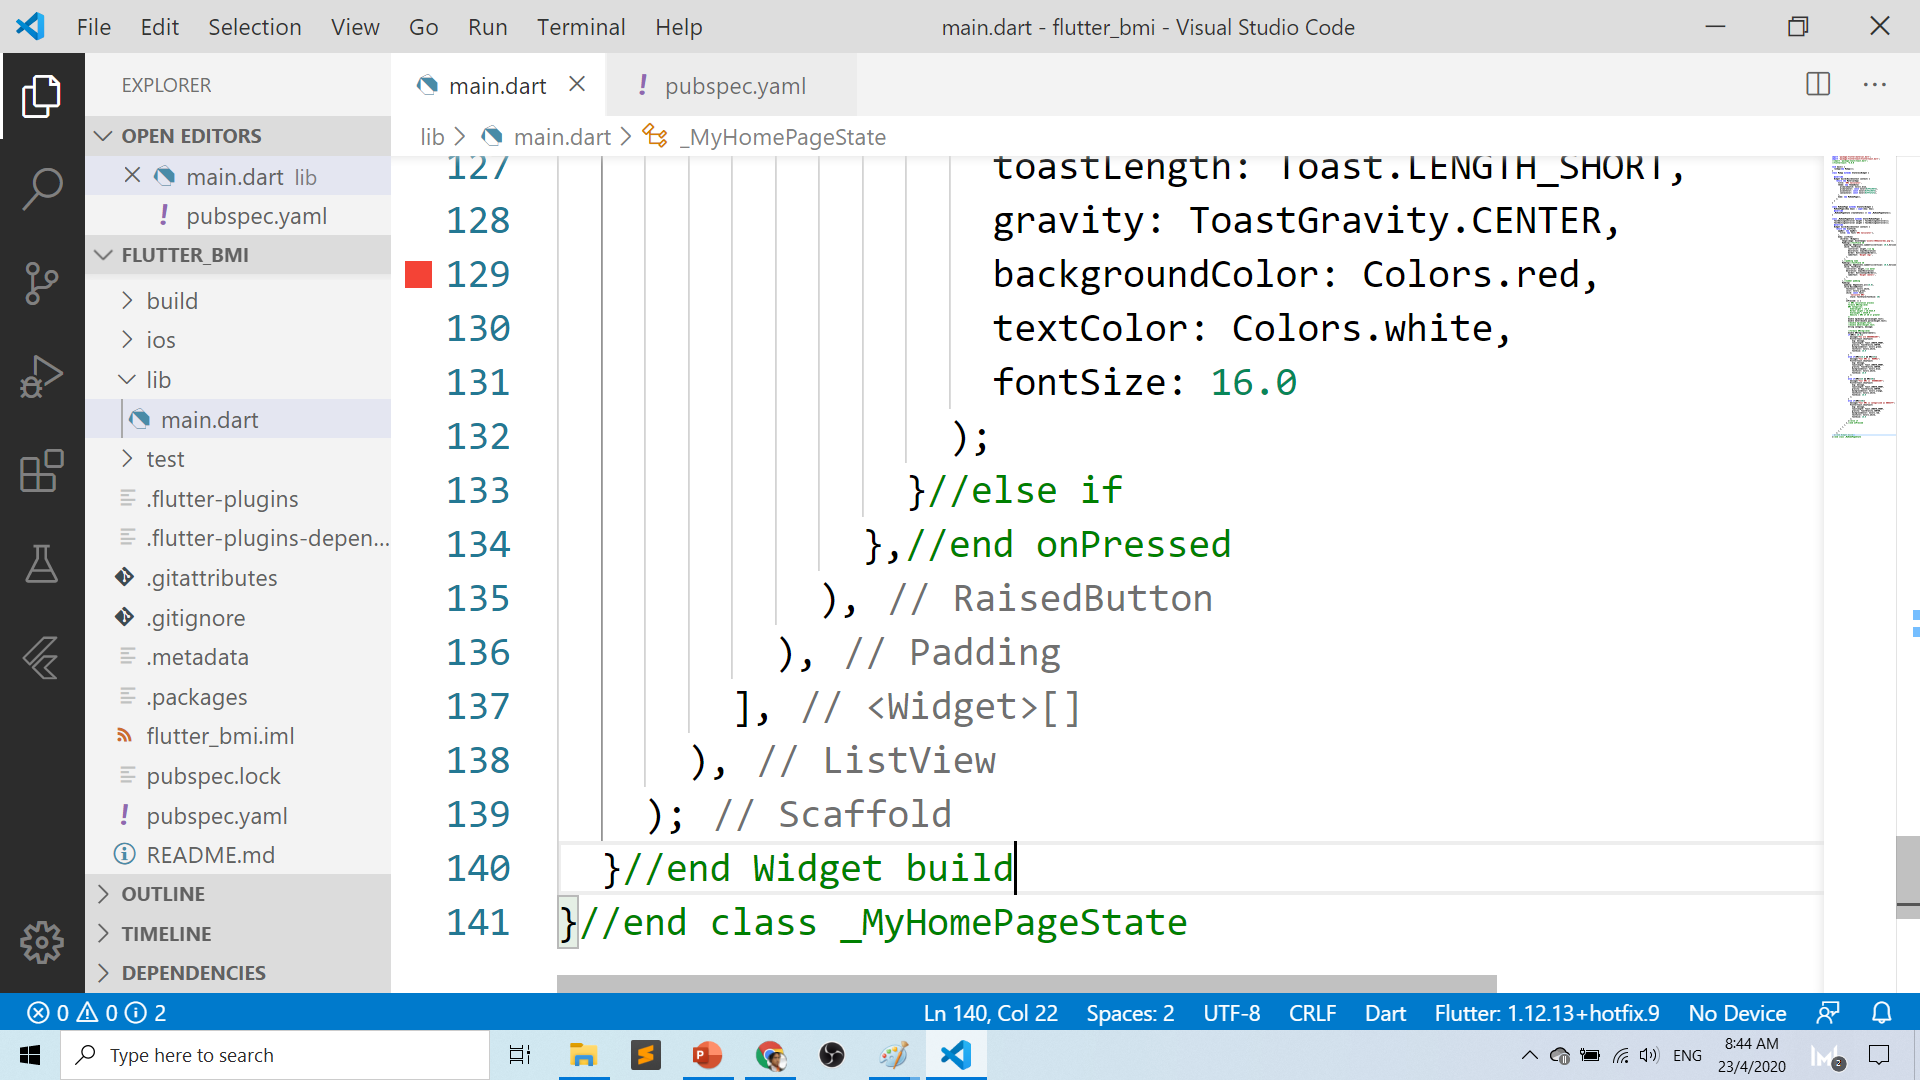 File Edit Selection View Go Run Terminal Help
main.dart - flutter_bmi - Visual Studio Code
EXPLORER
OPEN EDITORS
main.dart lib
pubspec.yaml
FLUTTER_BMI
build
ios
lib
main.dart
test
.flutter-plugins
.flutter-plugins-depen...
.gitattributes
.gitignore
.metadata
.packages
flutter_bmi.iml
pubspec.lock
pubspec.yaml
README.md
OUTLINE
TIMELINE
DEPENDENCIES
main.dart
pubspec.yaml
lib > main.dart > _MyHomePageState
127 toastLength: Toast.LENGTH_SHORT,
128 gravity: ToastGravity.CENTER,
129 backgroundColor: Colors.red,
130 textColor: Colors.white,
131 fontSize: 16.0
132 );
133 }//else if
134 },//end onPressed
135 ), // RaisedButton
136 ), // Padding
137 ], // <Widget>[]
138 ), // ListView
139 ); // Scaffold
140 }//end Widget build
141 }//end class _MyHomePageState
0 0 2
Ln 140, Col 22 Spaces: 2 UTF-8 CRLF Dart Flutter: 1.12.13+hotfix.9 No Device
Type here to search
ENG
8:44 AM
23/4/2020
2